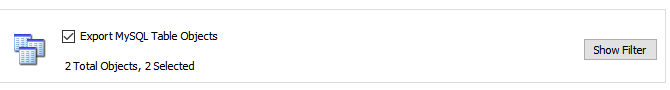 Export MySQL Table Objects
2 Total Objects, 2 Selected
Show Filter